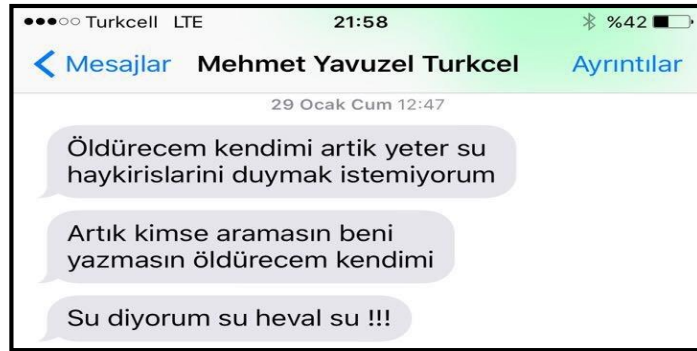 Turkcell LTE 21:58 %42
Mesajlar Mehmet Yavuzel Turkcel Ayrıntılar
29 Ocak Cum 12:47
Öldürecem kendimi artik yeter su
haykirislarini duymak istemiyorum
Artık kimse aramasın beni
yazmasın öldürecem kendimi
Su diyorum su heval su !!!